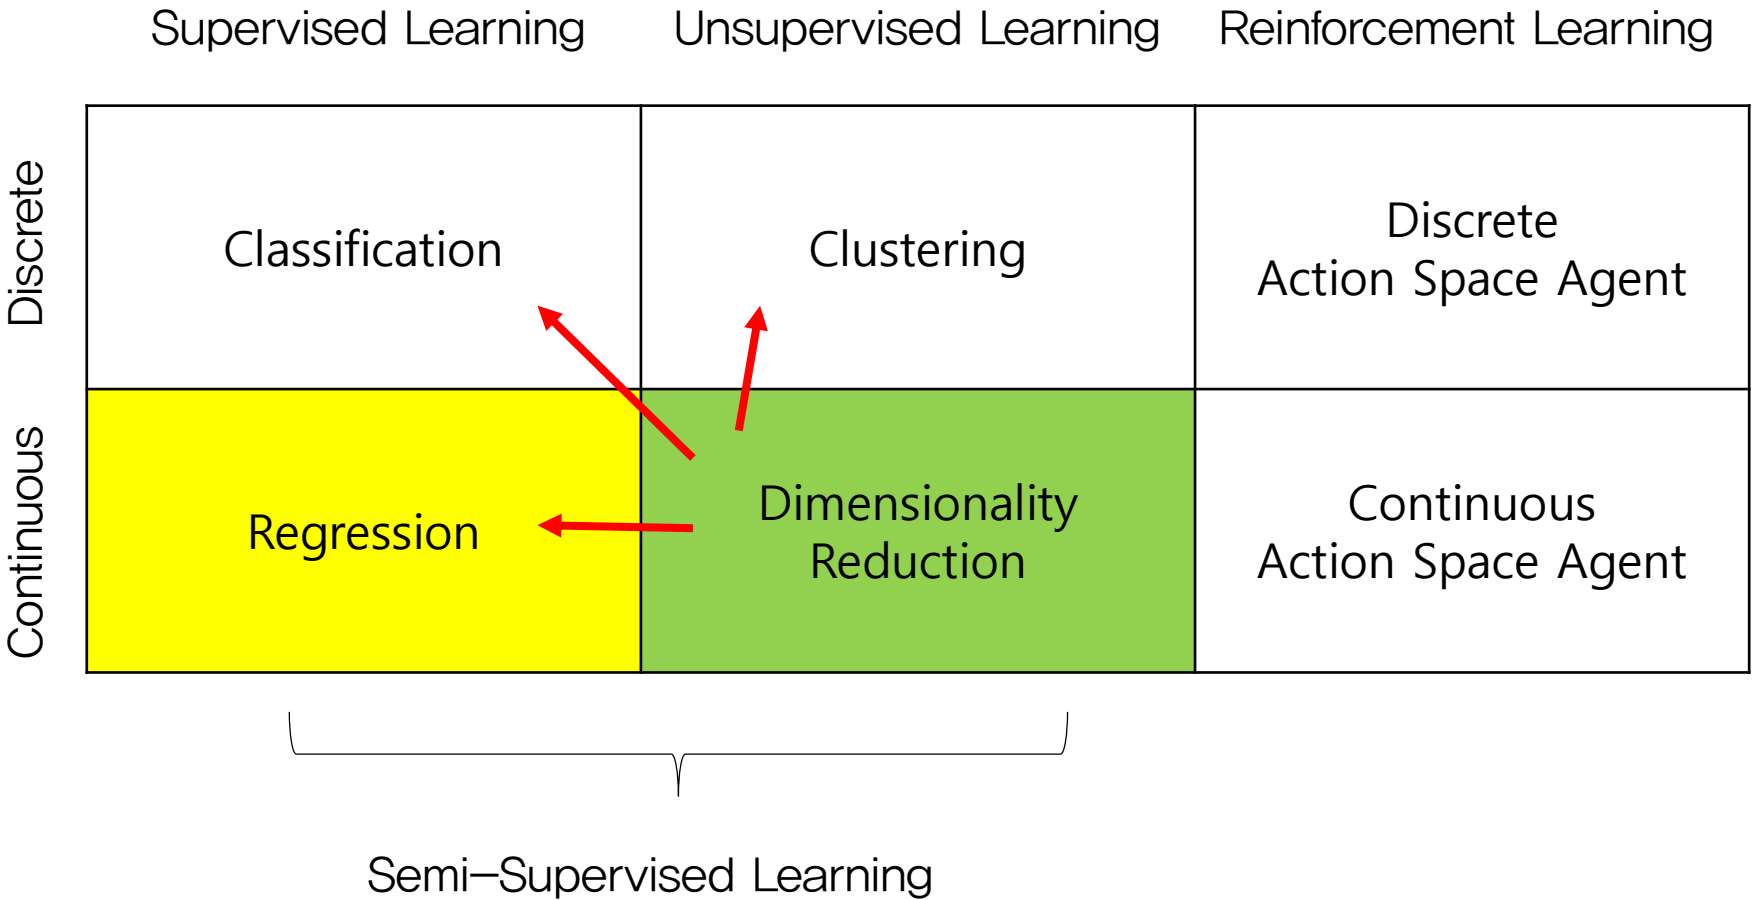 Supervised Learning
Unsupervised Learning
Reinforcement Learning
Discrete
Classification
Clustering
Discrete
Action Space Agent
Continuous
Regression
Dimensionality
Reduction
Continuous
Action Space Agent
Semi-Supervised Learning